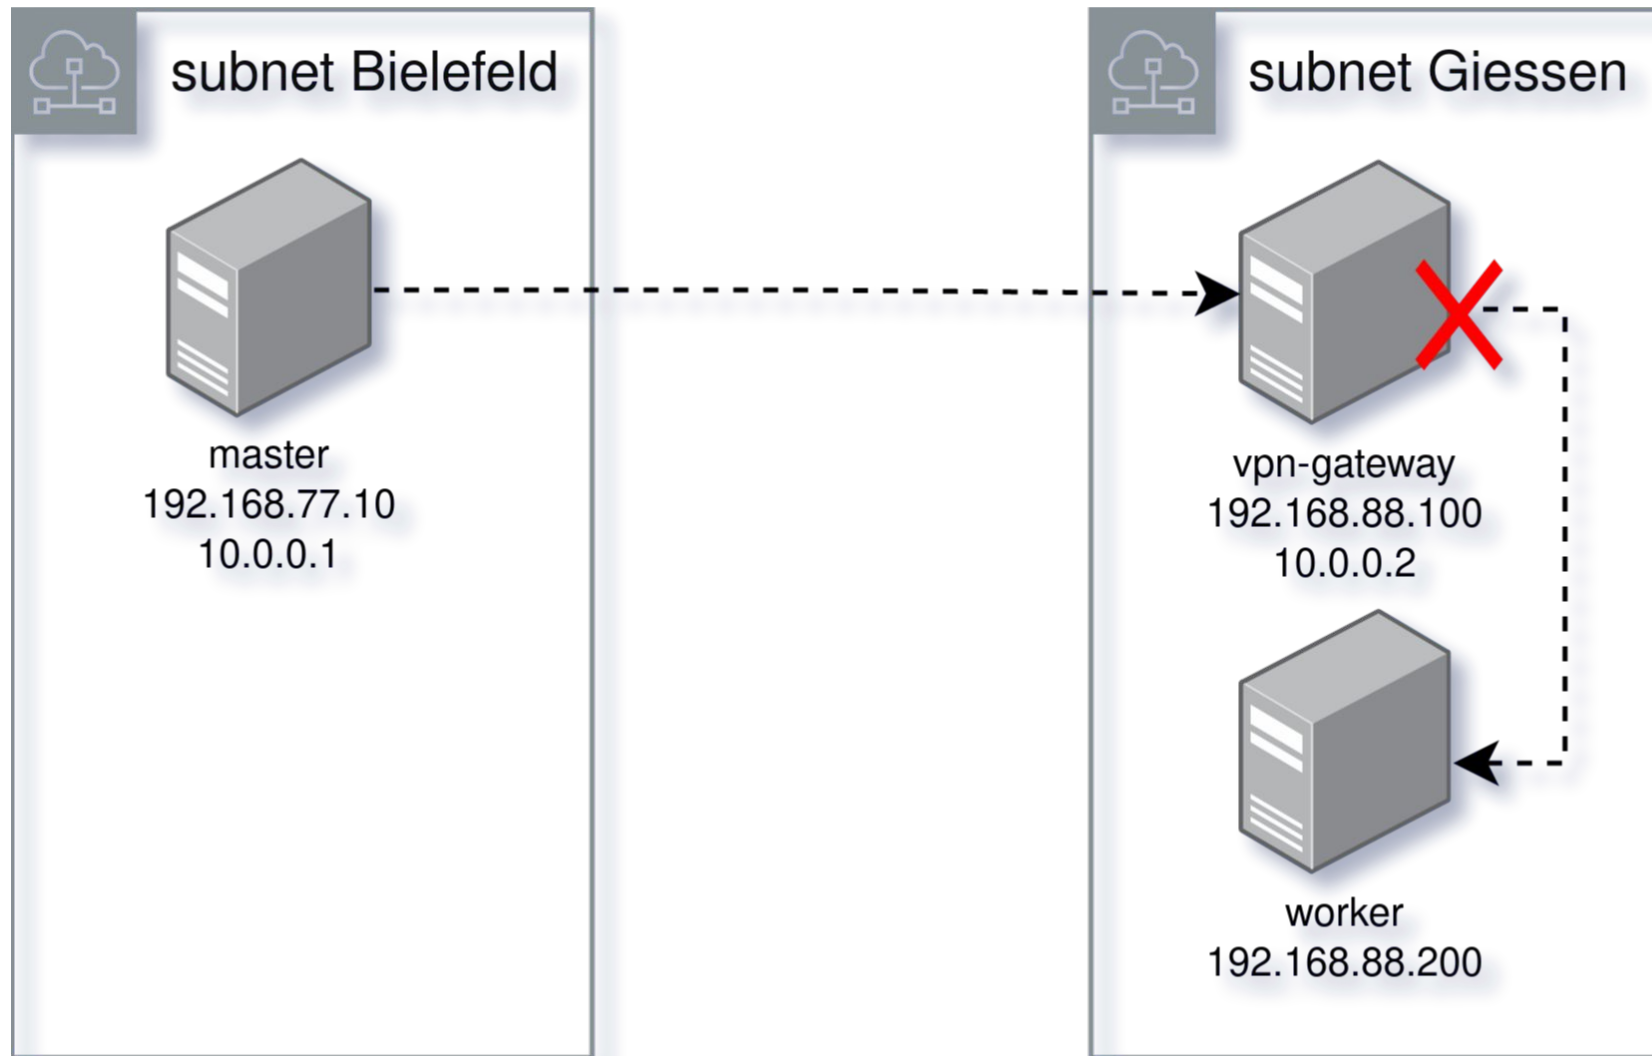 subnet Bielefeld
master
192.168.77.10
10.0.0.1
subnet Giessen
vpn-gateway
192.168.88.100
10.0.0.2
worker
192.168.88.200